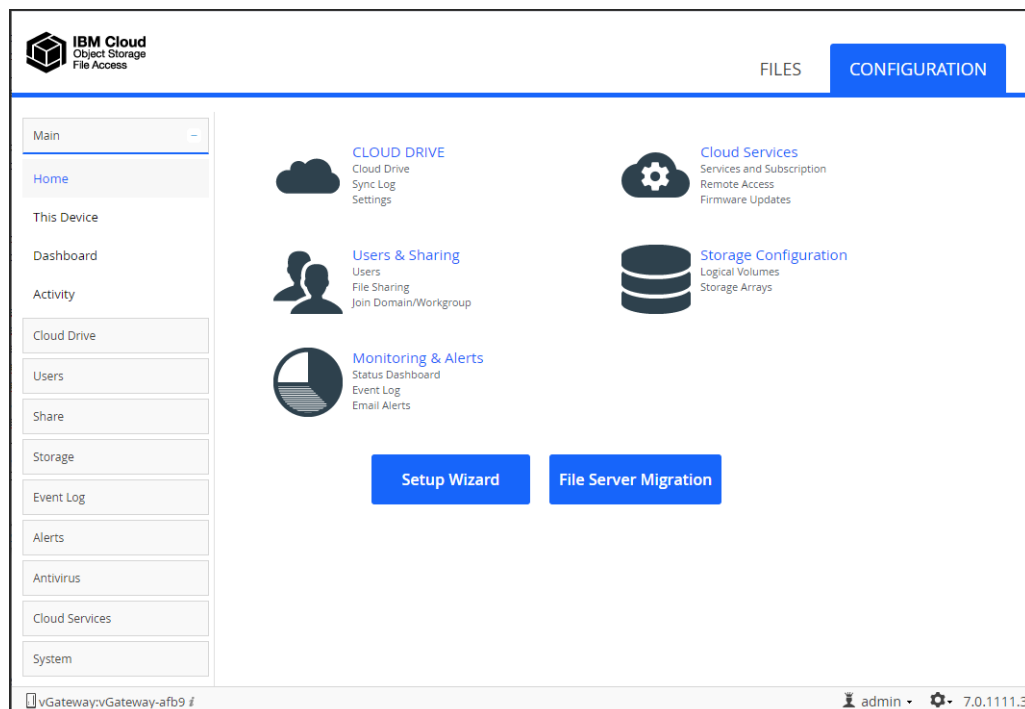 IBM Cloud
Object Storage
File Access
FILES
CONFIGURATION
Main
Home
This Device
Dashboard
Activity
Cloud Drive
Users
Share
Storage
Event Log
Alerts
Antivirus
Cloud Services
System
CLOUD DRIVE
Cloud Drive
Sync Log
Settings
Cloud Services
Services and Subscription
Remote Access
Firmware Updates
Users & Sharing
Users
File Sharing
Join Domain/Workgroup
Storage Configuration
Logical Volumes
Storage Arrays
Monitoring & Alerts
Status Dashboard
Event Log
Email Alerts
Setup Wizard
File Server Migration
vGateway:vGateway-afb9 i
admin
7.0.1111.3